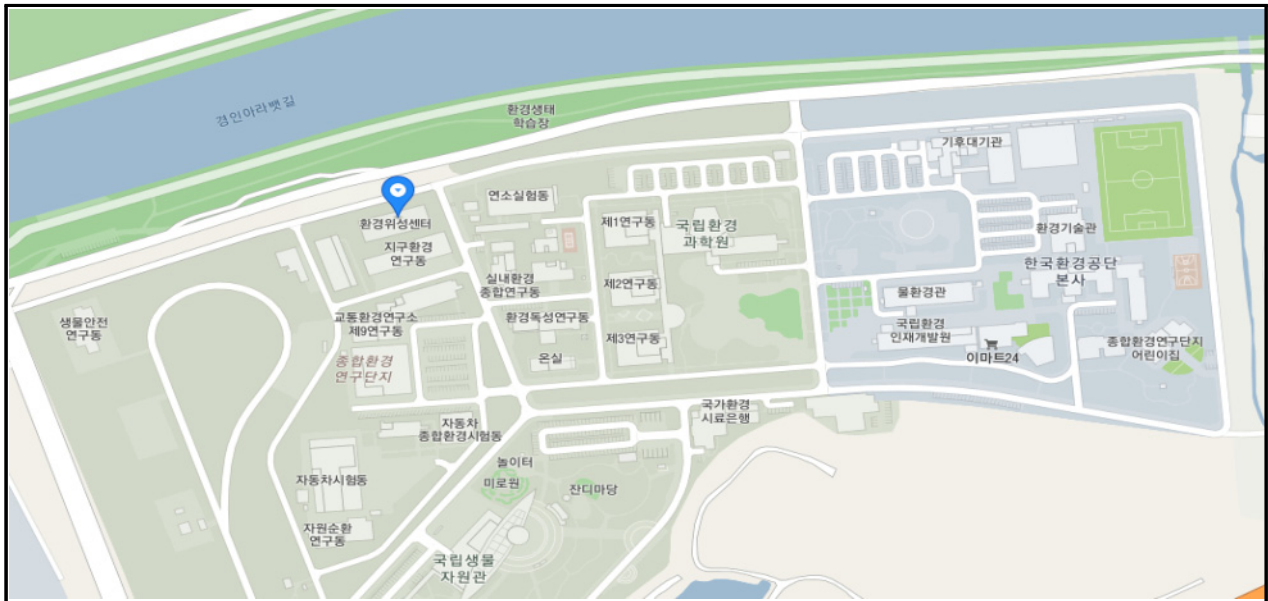 경인아라뱃길
환경생태
학습장
기후대기관
연소실험동
환경위성센터
제1연구동
국립환경
과학원
환경기술관
지구환경
연구동
한국환경공단
본사
실내환경
종합연구동
제2연구동
물환경관
생물안전
연구동
교통환경연구소
제9연구동
환경독성연구동
국립환경
인재개발원
제3연구동
종합환경연구단지
어린이집
온실
이마트24
종합환경
연구단지
국가환경
시료은행
자동차
종합환경시험동
놀이터
자동차시험동
미로원
잔디마당
자원순환
연구동
국립생물
자원관